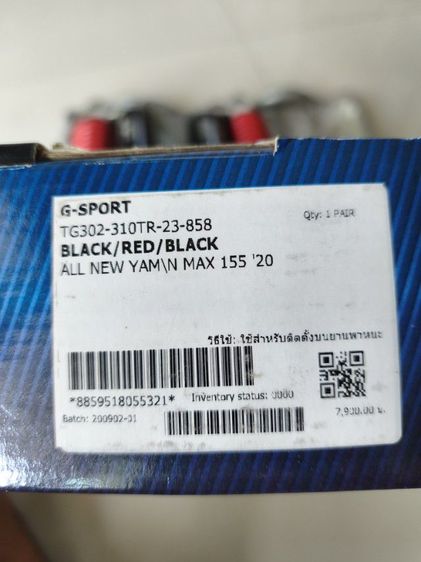 G-SPORT
Qty: 1 PAIR
TG302-310TR-23-858
BLACK/RED/BLACK
ALL NEW YAM\N MAX 155 '20
วิธีใช้: ใช้สำหรับติดตั้งบนยานพาหนะ
*8859518055321*
Inventory status: 0000
Batch: 200902-01
7,900.00 บ.